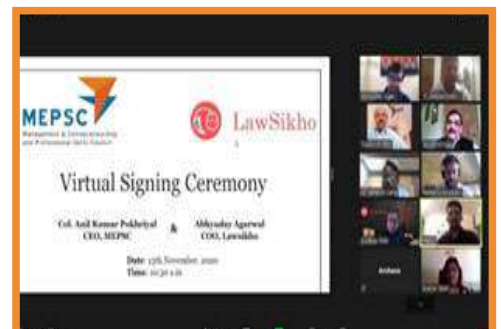 MEPSC
Management & Entrepreneurship
and Professional Skills Council
LawSikho
Virtual Signing Ceremony
Col. Anil Kumar Pokhriyal
CEO, MEPSC
&
Abhyuday Agarwal
COO, Lawsikho
Date: 13th November, 2020
Time: 10:30 a.m
Archana